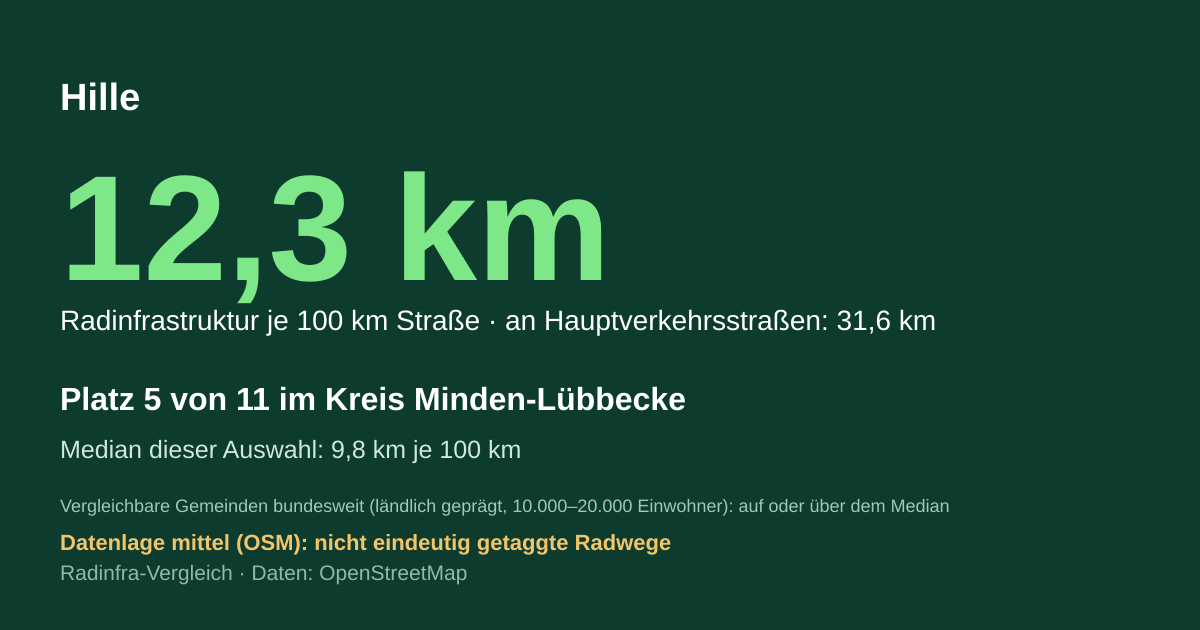 Hille
12,3 km
Radinfrastruktur je 100 km Straße · an Hauptverkehrsstraßen: 31,6 km
Platz 5 von 11 im Kreis Minden-Lübbecke
Median dieser Auswahl: 9,8 km je 100 km
Vergleichbare Gemeinden bundesweit (ländlich geprägt, 10.000–20.000 Einwohner): auf oder über dem Median
Datenlage mittel (OSM): nicht eindeutig getaggte Radwege
Radinfra-Vergleich · Daten: OpenStreetMap